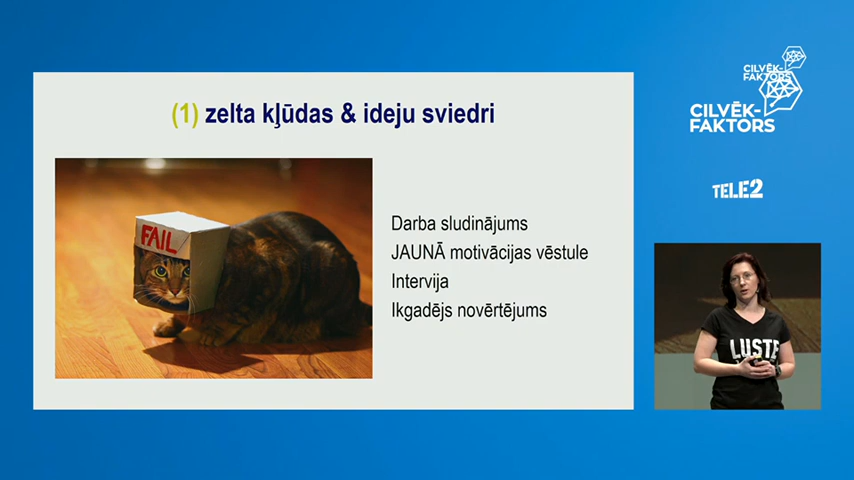 (1) zelta kļūdas & ideju sviedri
FAIL
Darba sludinājums
JAUNĀ motivācijas vēstule
Intervija
Ikgadējs novērtējums
CILVĒK-
FAKTORS
CILVĒK-
FAKTORS
TELE2
LUSTE